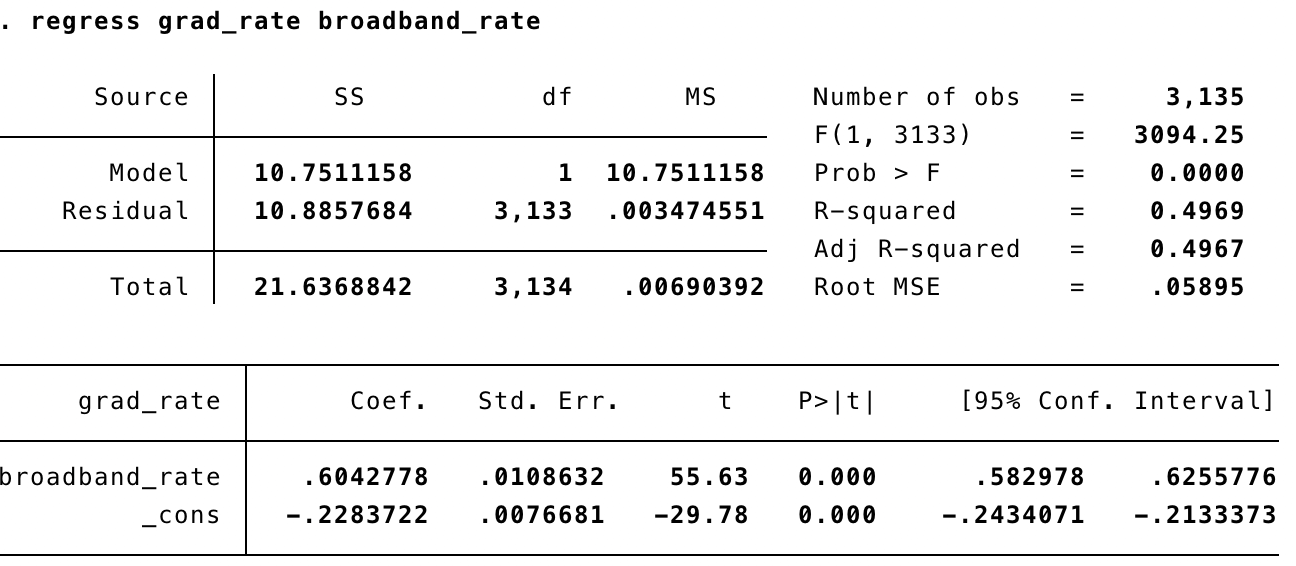 . regress grad_rate broadband_rate
Source SS df MS Number of obs = 3,135
F(1, 3133) = 3094.25
Model 10.7511158 1 10.7511158 Prob > F = 0.0000
Residual 10.8857684 3,133 .003474551 R-squared = 0.4969
Adj R-squared = 0.4967
Total 21.6368842 3,134 .00690392 Root MSE = .05895
grad_rate Coef. Std. Err. t P>|t| [95% Conf. Interval]
broadband_rate .6042778 .0108632 55.63 0.000 .582978 .6255776
_cons -.2283722 .0076681 -29.78 0.000 -.2434071 -.2133373